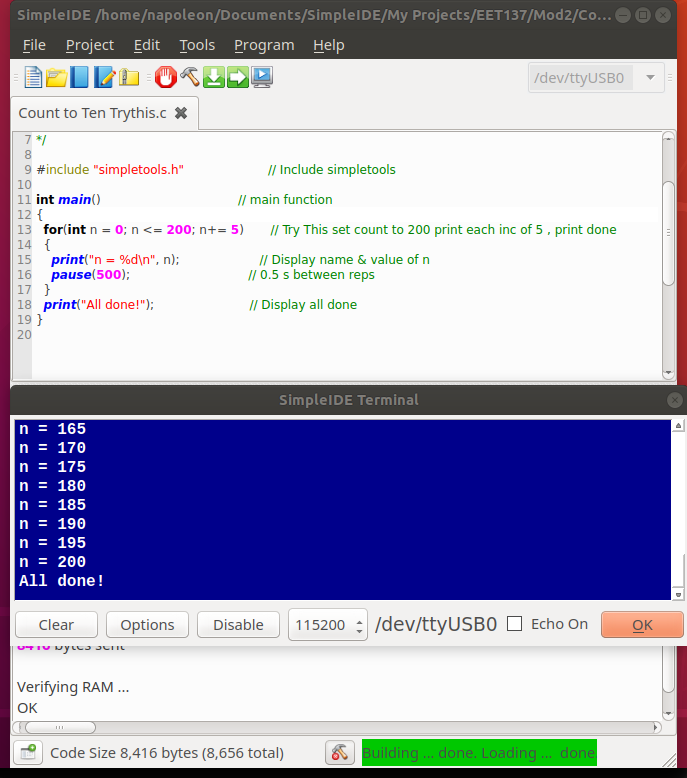 SimpleIDE /home/napoleon/Documents/SimpleIDE/My Projects/EET137/Mod2/Co...
File Project Edit Tools Program Help
/dev/ttyUSB0
Count to Ten Trythis.c
7 */
8
9 #include "simpletools.h" // Include simpletools
10
11 int main() // main function
12 {
13 for(int n = 0; n <= 200; n+= 5) // Try This set count to 200 print each inc of 5 , print done
14 {
15 print("n = %d\n", n); // Display name & value of n
16 pause(500); // 0.5 s between reps
17 }
18 print("All done!"); // Display all done
19 }
20
SimpleIDE Terminal
n = 165
n = 170
n = 175
n = 180
n = 185
n = 190
n = 195
n = 200
All done!
Clear Options Disable 115200 /dev/ttyUSB0 Echo On OK
8416 bytes sent
Verifying RAM ...
OK
Code Size 8,416 bytes (8,656 total) Building ... done. Loading ... done